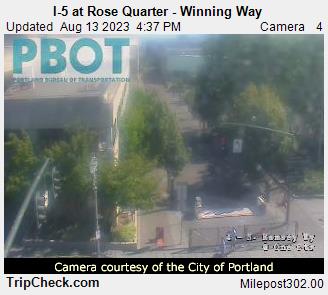 I-5 at Rose Quarter - Winning Way
Updated Aug 13 2023 4:37 PM Camera 4
PBOT
PORTLAND BUREAU OF TRANSPORTATION
Camera courtesy of the City of Portland
TripCheck.com Milepost302.00